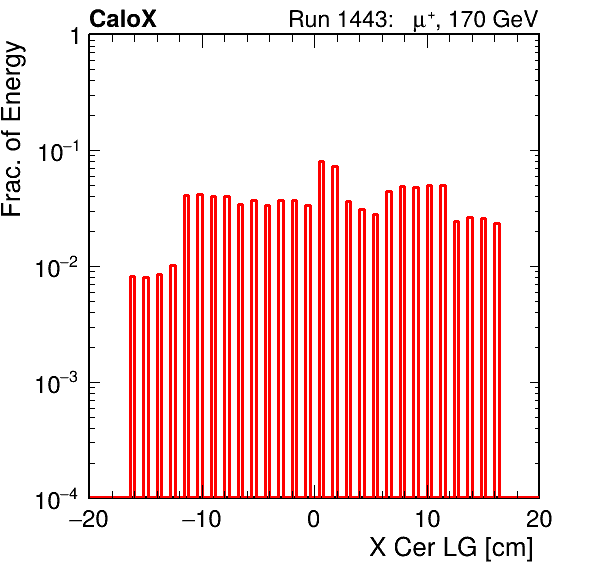 CaloX Run 1443: μ⁺, 170 GeV
Frac. of Energy
1
10⁻¹
10⁻²
10⁻³
10⁻⁴
−20 −10 0 10 20
X Cer LG [cm]